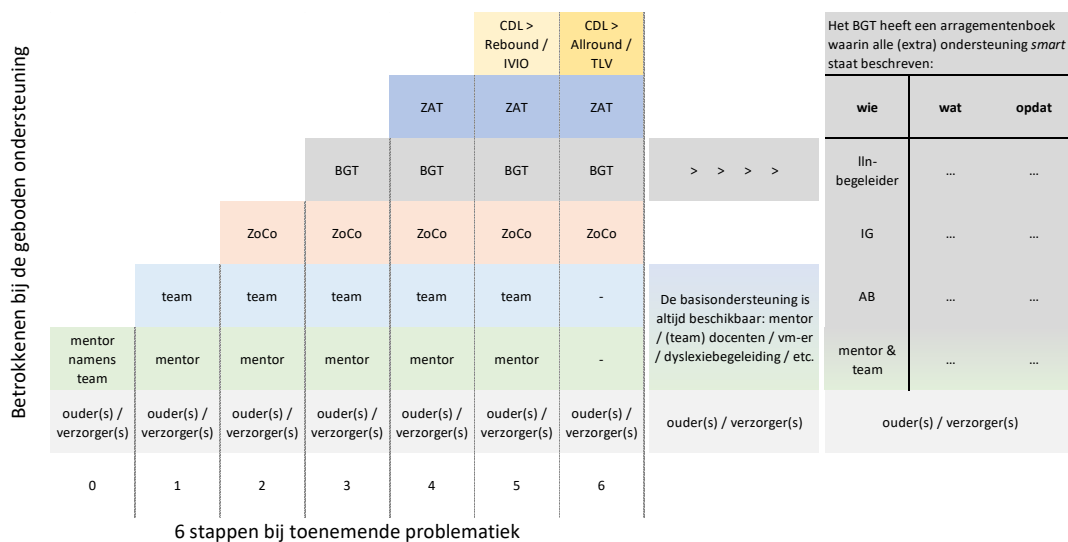 Betrokkenen bij de geboden ondersteuning
CDL >
Rebound /
IVIO
CDL >
Allround /
TLV
ZAT
ZAT
ZAT
BGT
BGT
BGT
BGT
> > > >
ZoCo
ZoCo
ZoCo
ZoCo
ZoCo
team
team
team
team
team
-
mentor
namens
team
mentor
mentor
mentor
mentor
mentor
-
De basisondersteuning is
altijd beschikbaar: mentor
/ (team) docenten / vm-er
/ dyslexiebegeleiding / etc.
ouder(s) /
verzorger(s)
ouder(s) /
verzorger(s)
ouder(s) /
verzorger(s)
ouder(s) /
verzorger(s)
ouder(s) /
verzorger(s)
ouder(s) /
verzorger(s)
ouder(s) /
verzorger(s)
ouder(s) / verzorger(s)
0 1 2 3 4 5 6
6 stappen bij toenemende problematiek
Het BGT heeft een arragementenboek
waarin alle (extra) ondersteuning smart
staat beschreven:
wie wat opdat
lln-
begeleider
... ...
IG ... ...
AB ... ...
mentor &
team
... ...
ouder(s) / verzorger(s)